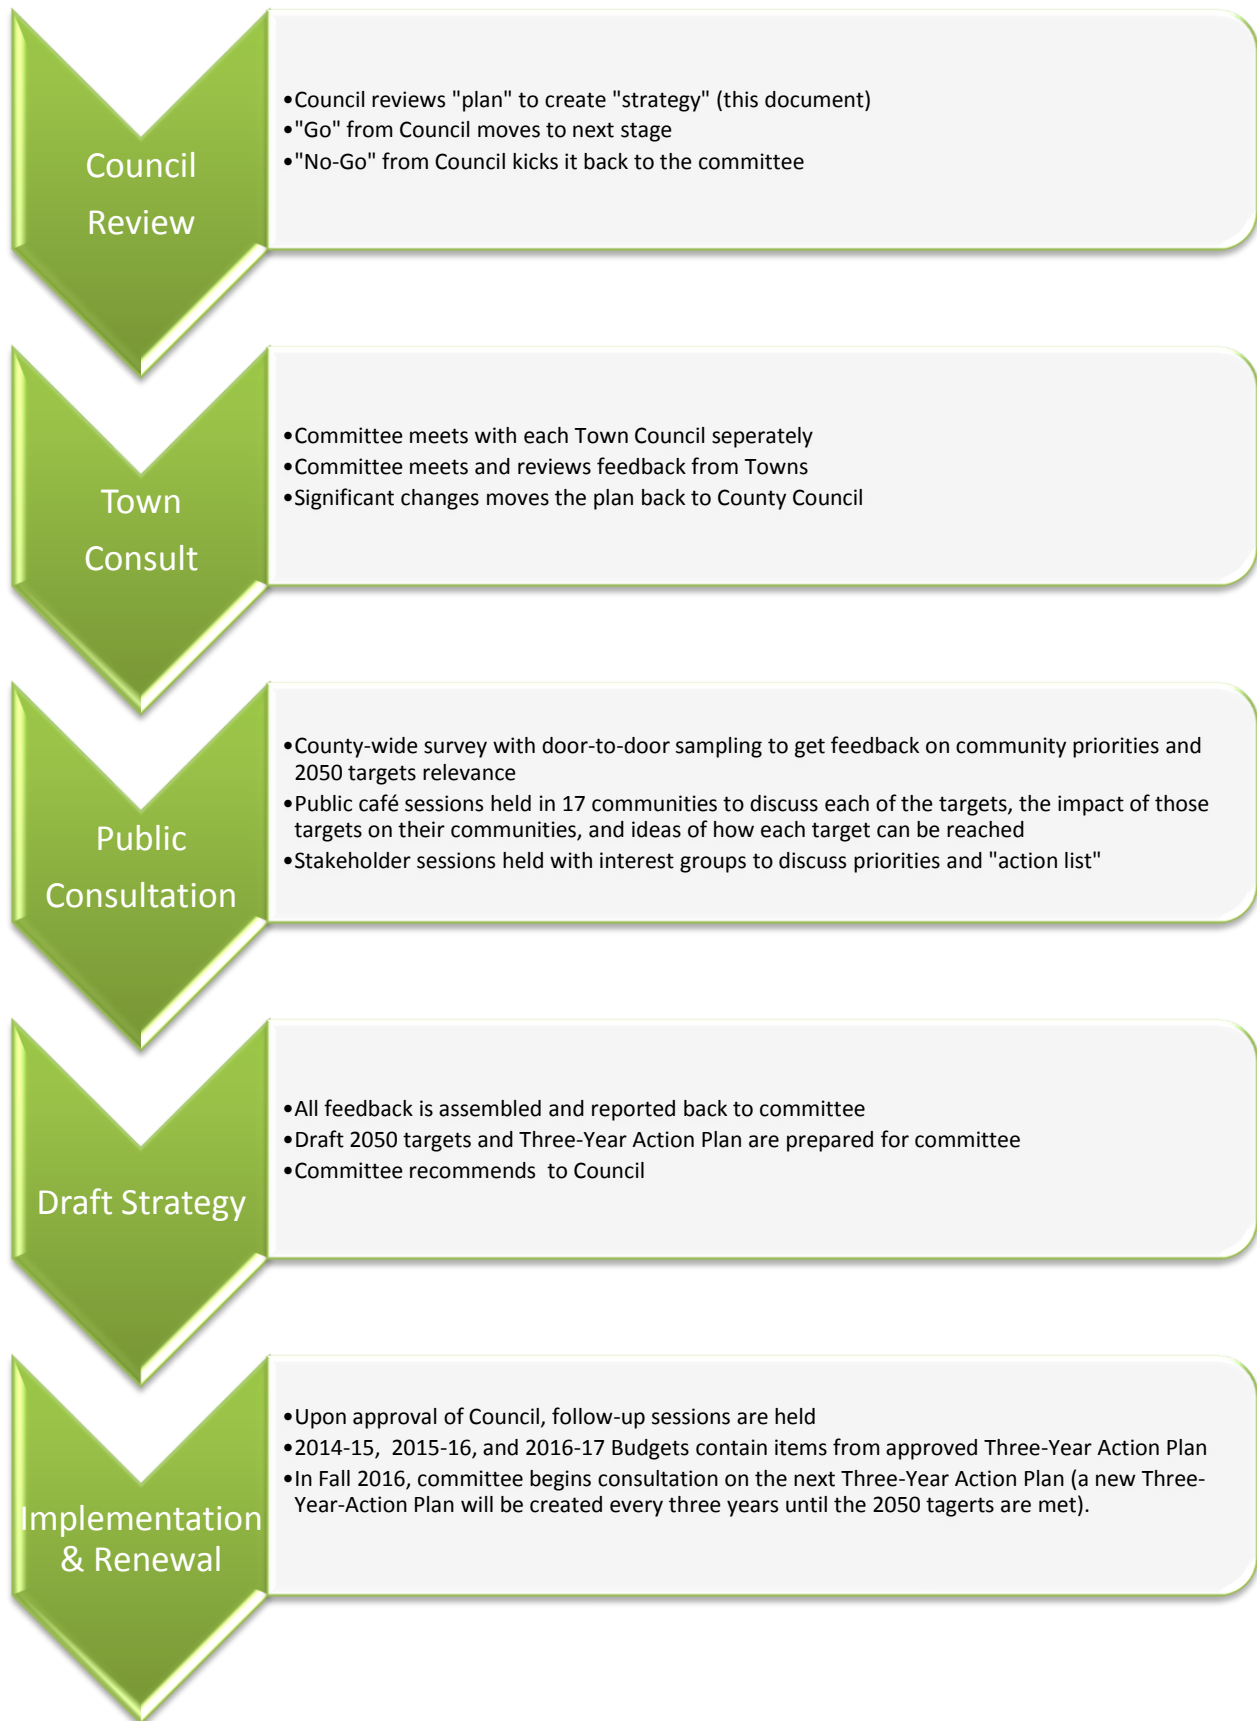 Council
Review
•Council reviews "plan" to create "strategy" (this document)
•"Go" from Council moves to next stage
•"No-Go" from Council kicks it back to the committee
Town
Consult
•Committee meets with each Town Council seperately
•Committee meets and reviews feedback from Towns
•Significant changes moves the plan back to County Council
Public
Consultation
•County-wide survey with door-to-door sampling to get feedback on community priorities and
2050 targets relevance
•Public café sessions held in 17 communities to discuss each of the targets, the impact of those
targets on their communities, and ideas of how each target can be reached
•Stakeholder sessions held with interest groups to discuss priorities and "action list"
Draft Strategy
•All feedback is assembled and reported back to committee
•Draft 2050 targets and Three-Year Action Plan are prepared for committee
•Committee recommends  to Council
Implementation
& Renewal
•Upon approval of Council, follow-up sessions are held
•2014-15,  2015-16, and 2016-17 Budgets contain items from approved Three-Year Action Plan
•In Fall 2016, committee begins consultation on the next Three-Year Action Plan (a new Three-
Year-Action Plan will be created every three years until the 2050 tagerts are met).